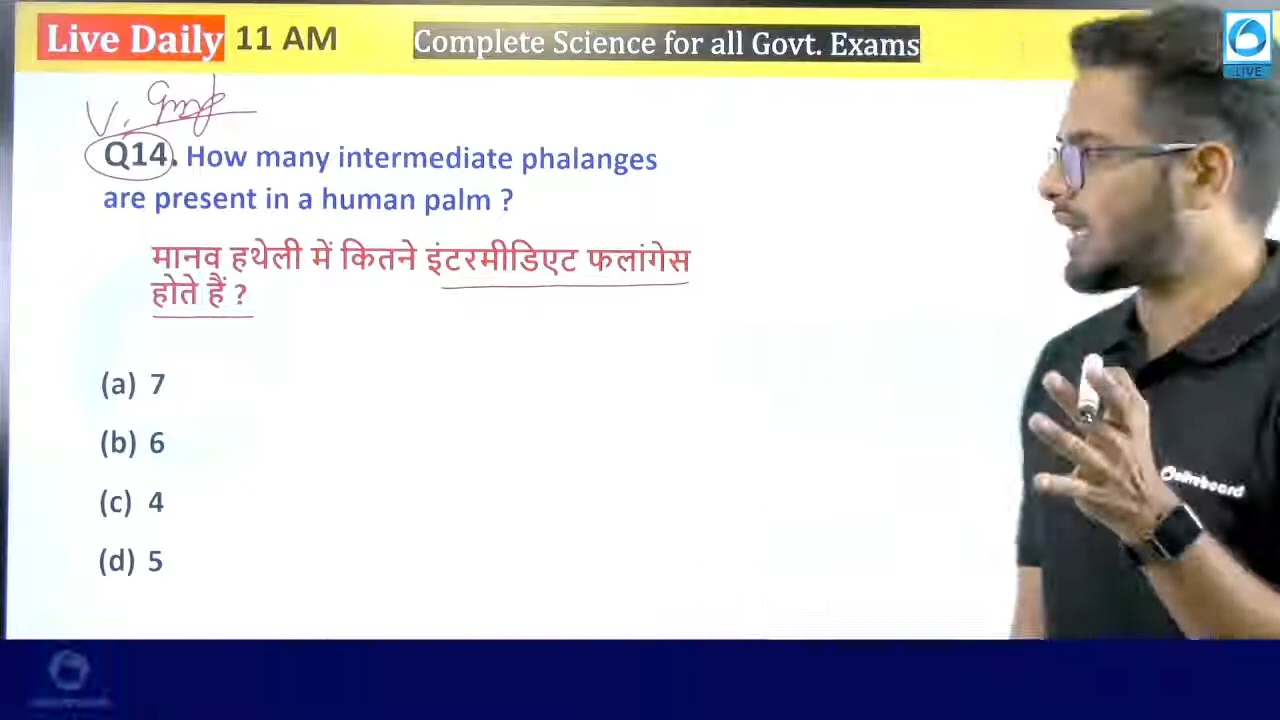 Live Daily 11 AM Complete Science for all Govt. Exams
LIVE
V.
Q14. How many intermediate phalanges
are present in a human palm ?
मानव हथेली में कितने इंटरमीडिएट फलांगेस
होते हैं ?
(a) 7
(b) 6
(c) 4
(d) 5